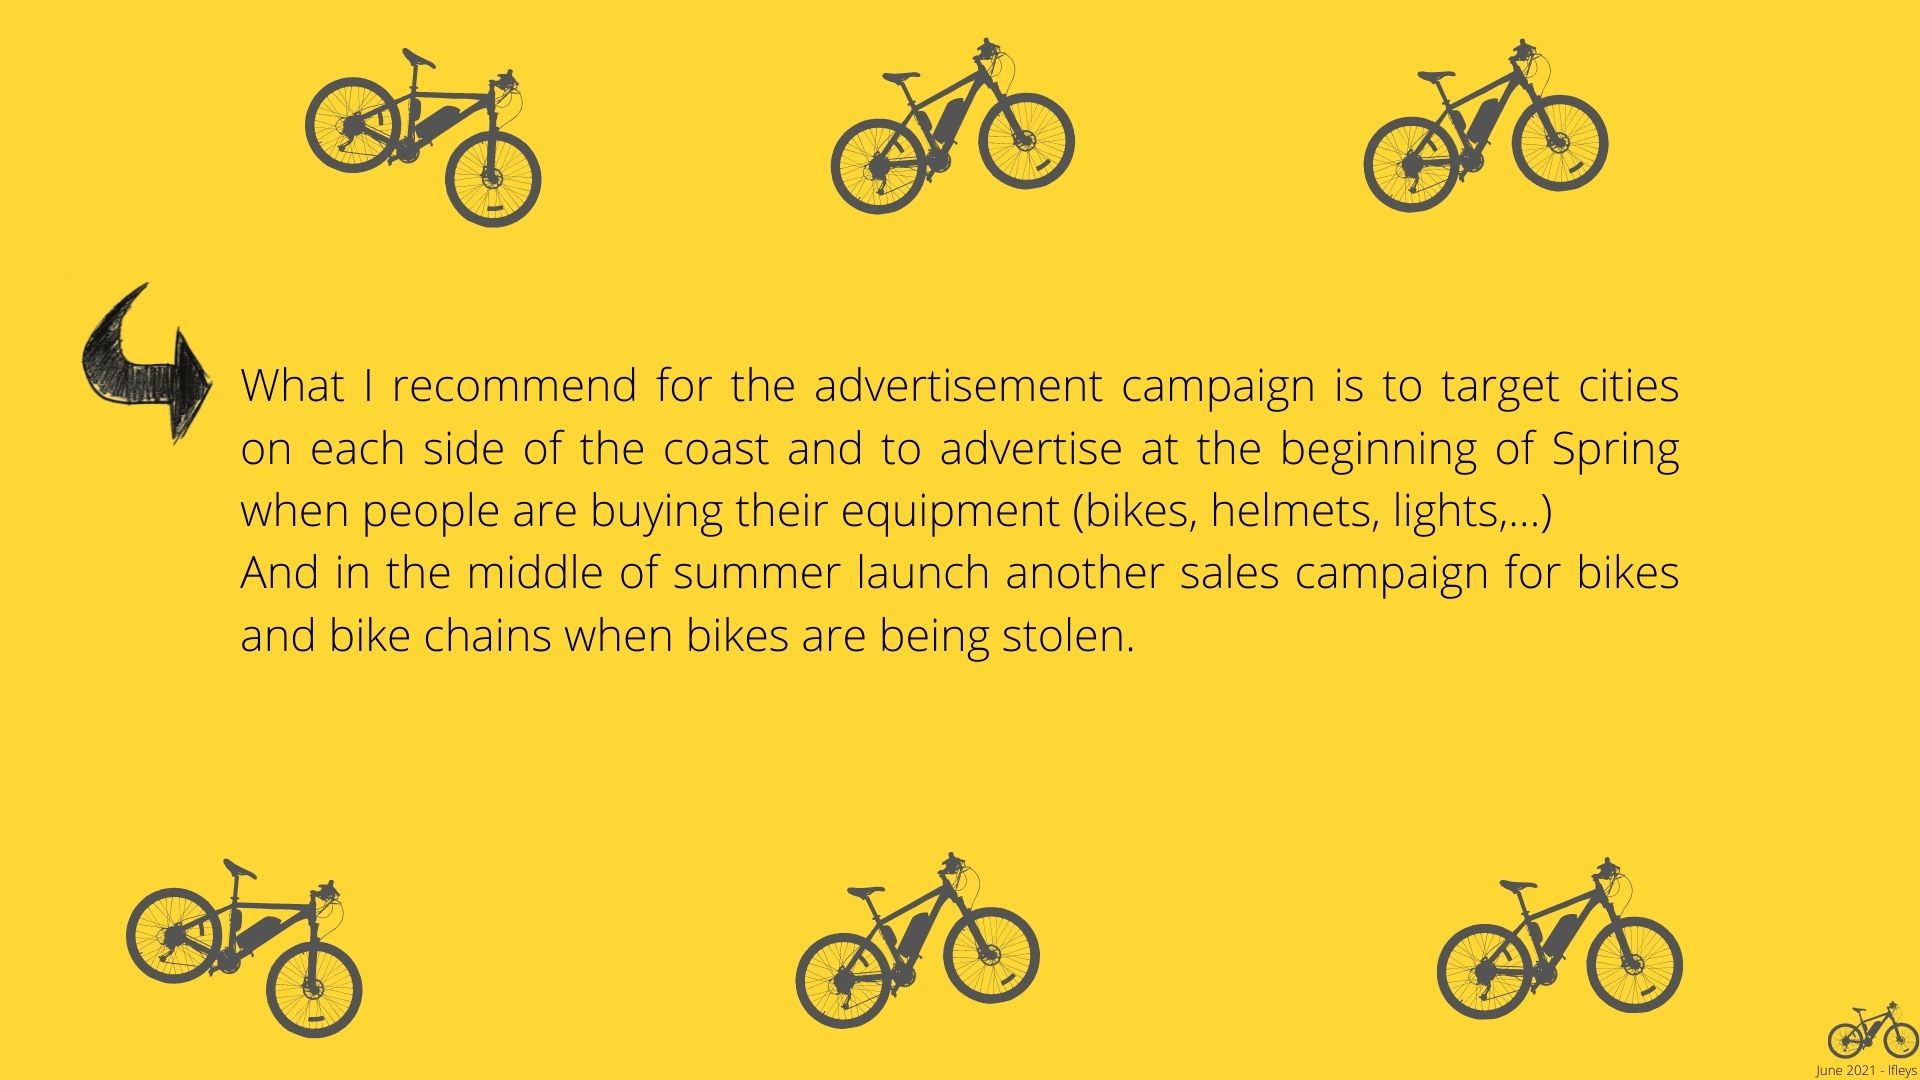 What I recommend for the advertisement campaign is to target cities
on each side of the coast and to advertise at the beginning of Spring
when people are buying their equipment (bikes, helmets, lights,...)
And in the middle of summer launch another sales campaign for bikes
and bike chains when bikes are being stolen.
June 2021 - lfleys